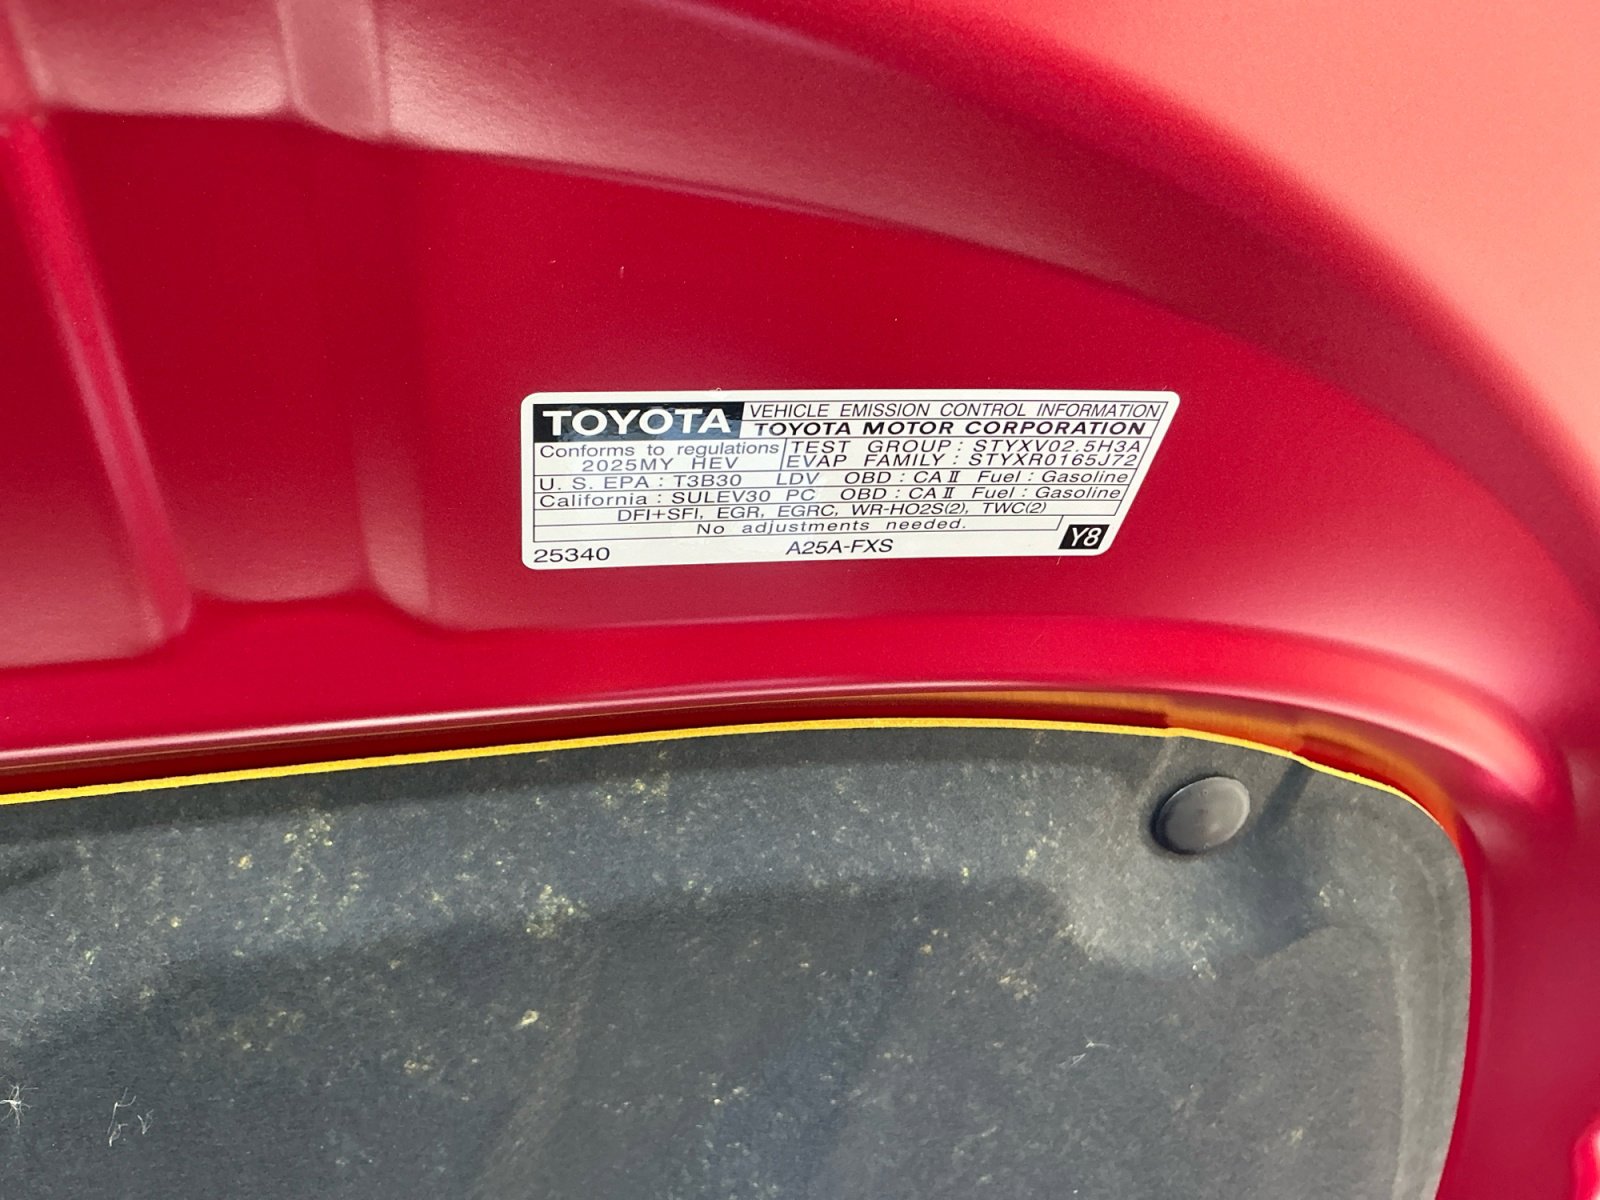 TOYOTA VEHICLE EMISSION CONTROL INFORMATION
TOYOTA MOTOR CORPORATION
Conforms to regulations
2025MY HEV
TEST GROUP : STYXV02.5H3A
EVAP FAMILY : STYXR0165J72
U. S. EPA : T3B30 LDV OBD : CA II Fuel : Gasoline
California : SULEV30 PC OBD : CA II Fuel : Gasoline
DFI+SFI, EGR, EGRC, WR-HO2S(2), TWC(2)
No adjustments needed.
25340 A25A-FXS Y8